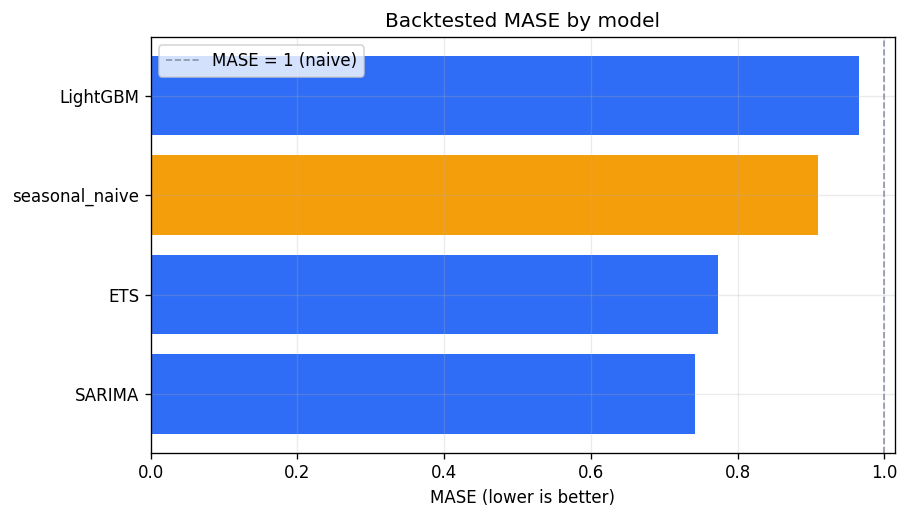 Backtested MASE by model
MASE = 1 (naive)
LightGBM
seasonal_naive
ETS
SARIMA
0.0 0.2 0.4 0.6 0.8 1.0
MASE (lower is better)